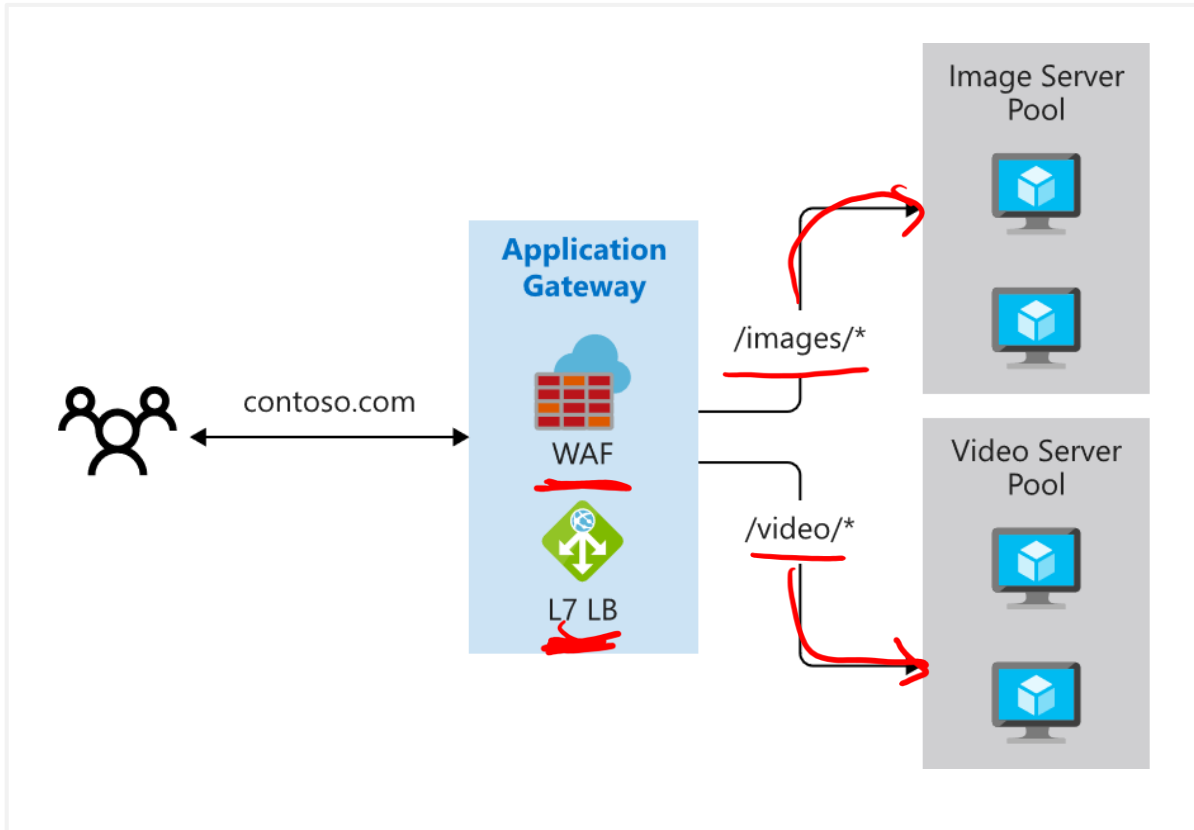 contoso.com
Application
Gateway
WAF
L7 LB
/images/*
/video/*
Image Server
Pool
Video Server
Pool